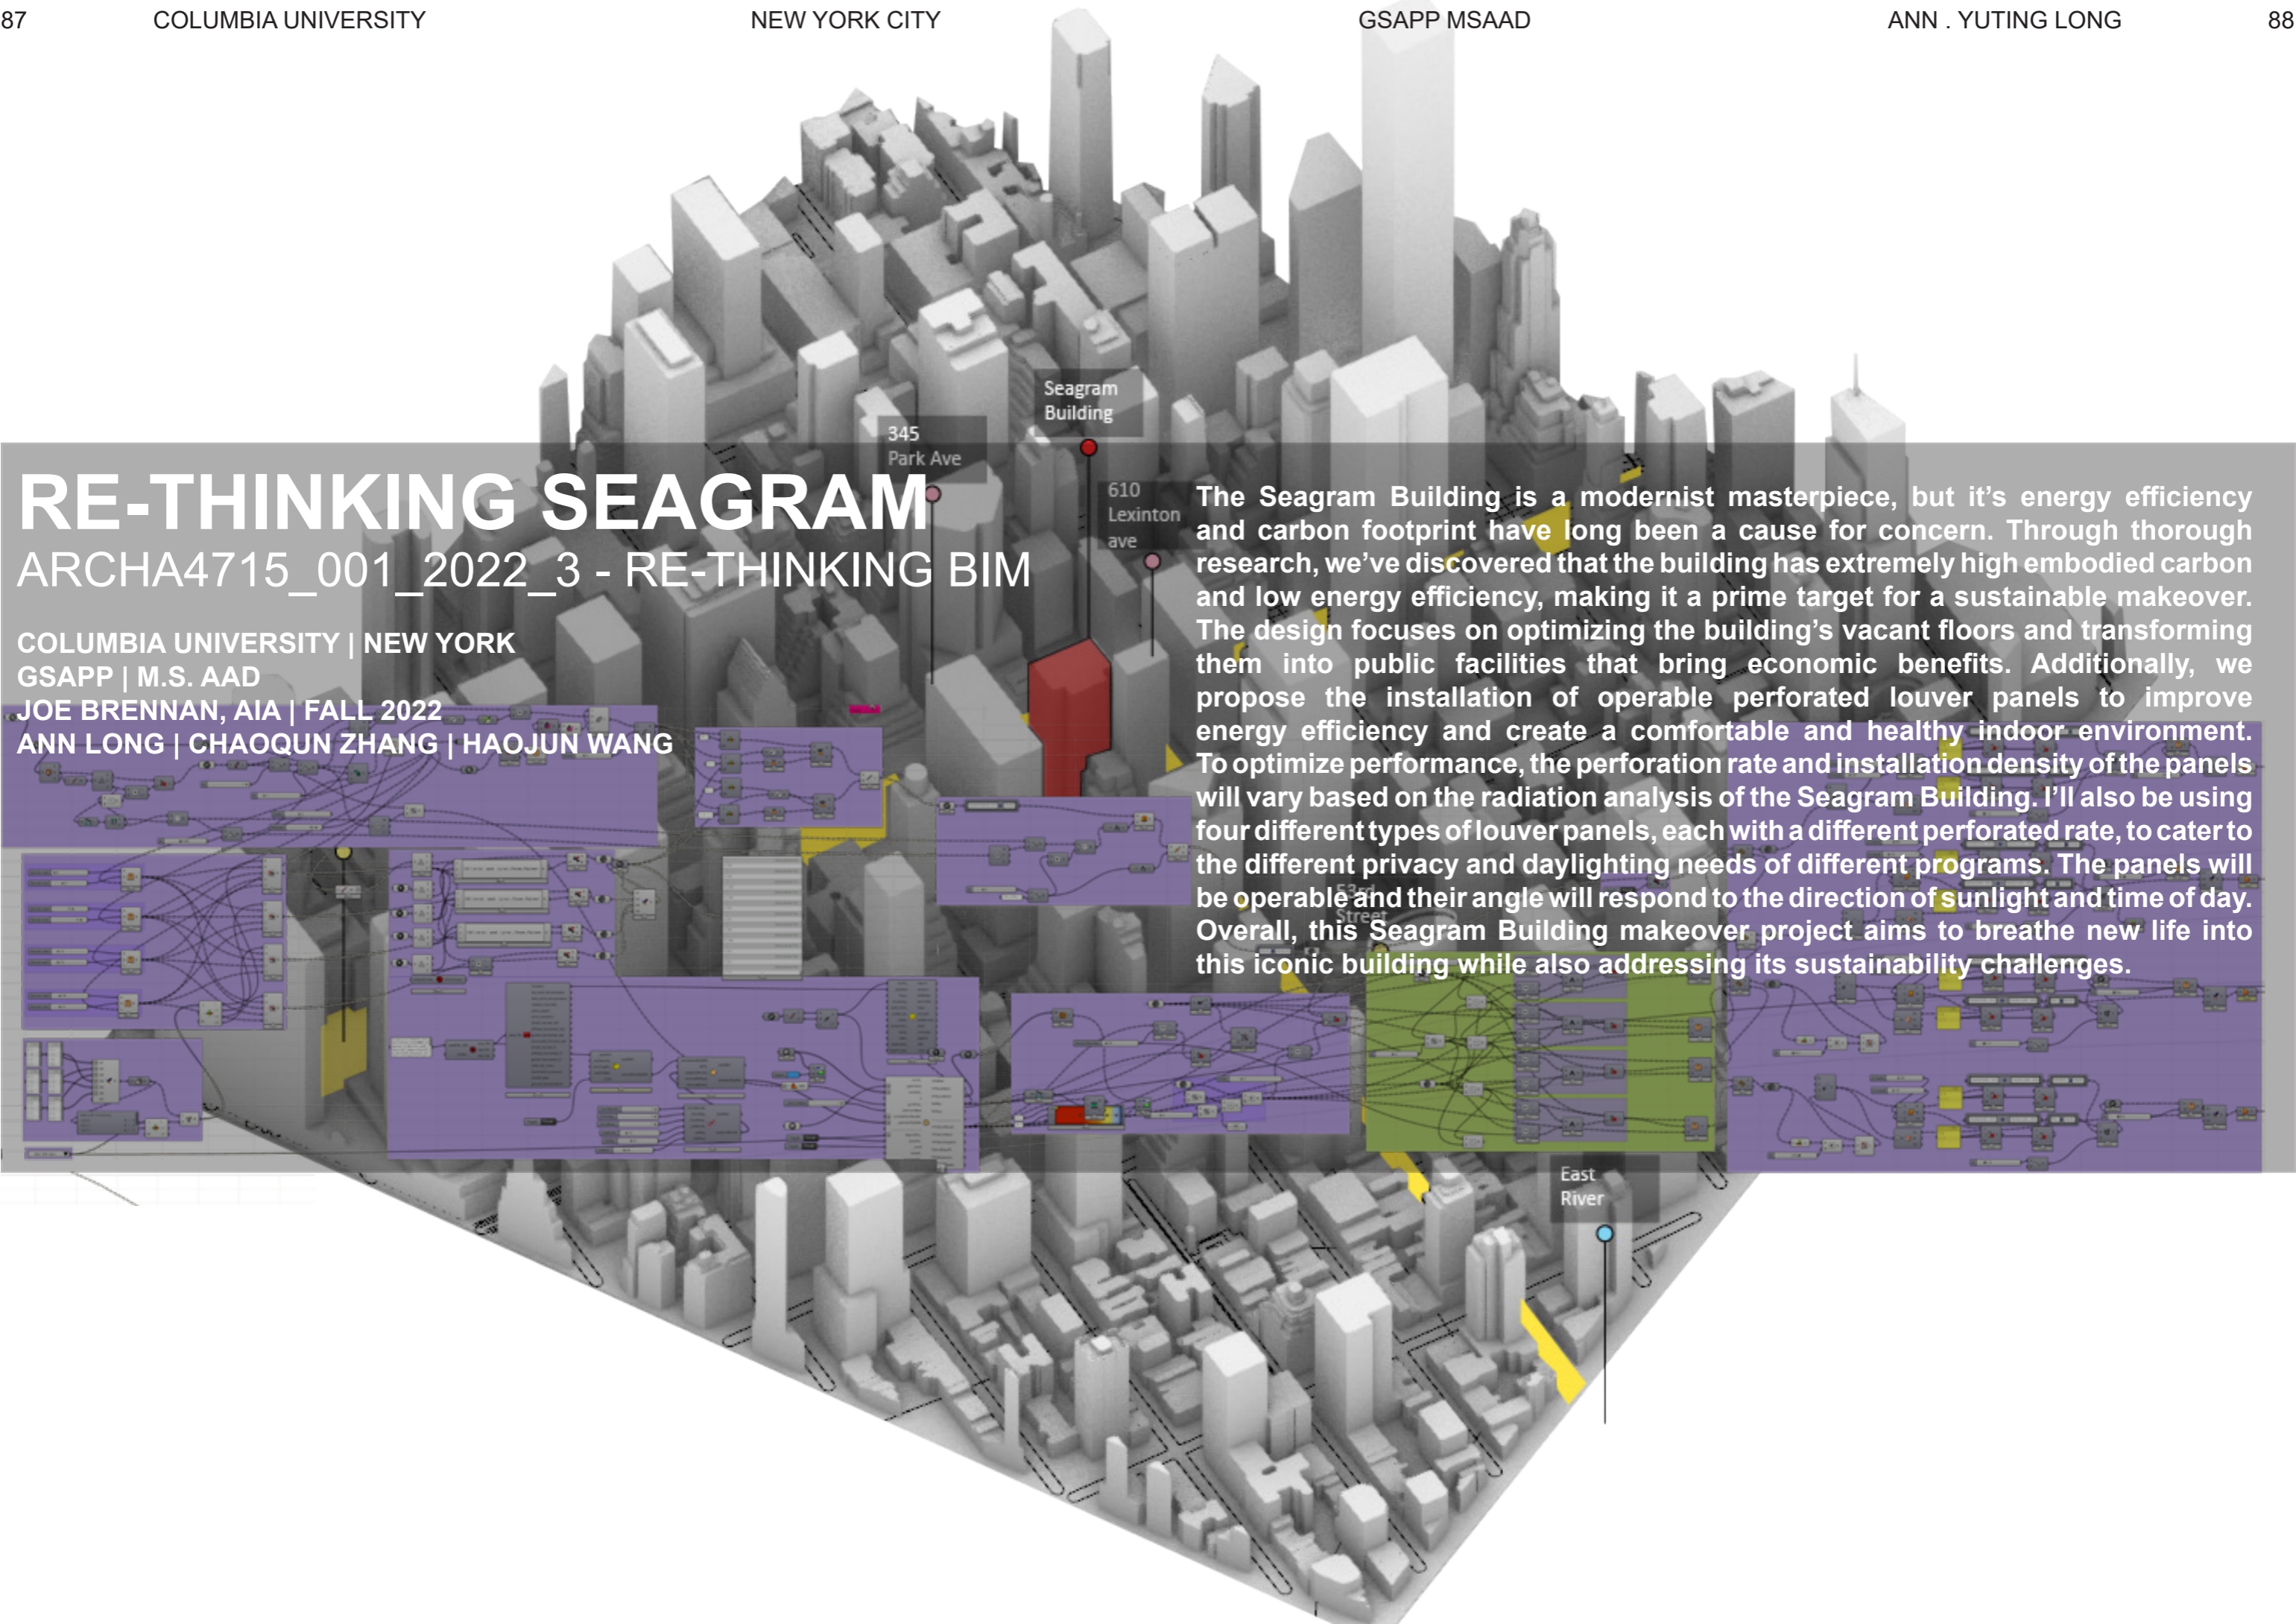 87 COLUMBIA UNIVERSITY NEW YORK CITY GSAPP MSAAD ANN . YUTING LONG 88
Seagram
Building
345
Park Ave
610
Lexinton
ave
RE-THINKING SEAGRAM
ARCHA4715_001_2022_3 - RE-THINKING BIM
COLUMBIA UNIVERSITY | NEW YORK
GSAPP | M.S. AAD
JOE BRENNAN, AIA | FALL 2022
ANN LONG | CHAOQUN ZHANG | HAOJUN WANG
The Seagram Building is a modernist masterpiece, but it's energy efficiency
and carbon footprint have long been a cause for concern. Through thorough
research, we've discovered that the building has extremely high embodied carbon
and low energy efficiency, making it a prime target for a sustainable makeover.
The design focuses on optimizing the building's vacant floors and transforming
them into public facilities that bring economic benefits. Additionally, we
propose the installation of operable perforated louver panels to improve
energy efficiency and create a comfortable and healthy indoor environment.
To optimize performance, the perforation rate and installation density of the panels
will vary based on the radiation analysis of the Seagram Building. I'll also be using
four different types of louver panels, each with a different perforated rate, to cater to
the different privacy and daylighting needs of different programs. The panels will
be operable and their angle will respond to the direction of sunlight and time of day.
Overall, this Seagram Building makeover project aims to breathe new life into
this iconic building while also addressing its sustainability challenges.
53rd
Street
East
River